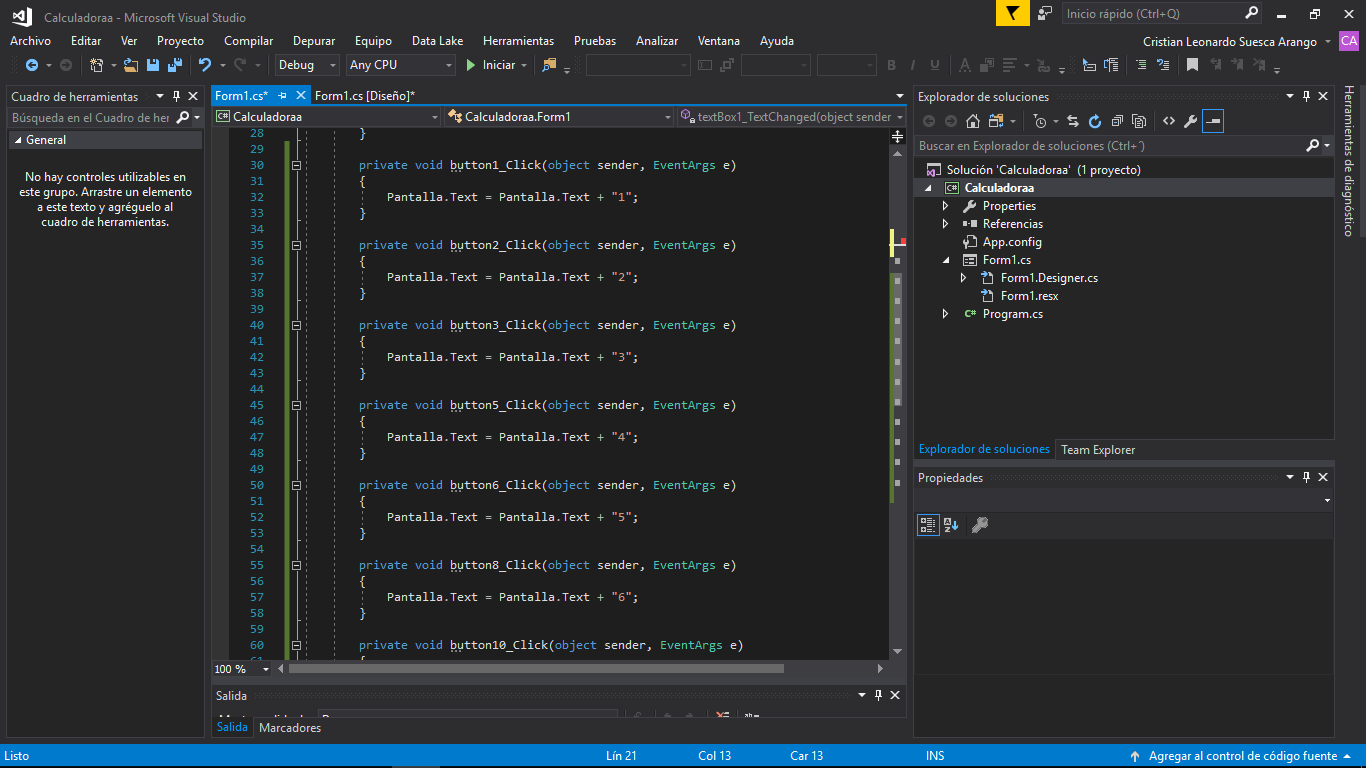 Calculadoraa - Microsoft Visual Studio
Inicio rápido (Ctrl+Q)
Archivo Editar Ver Proyecto Compilar Depurar Equipo Data Lake Herramientas Pruebas Analizar Ventana Ayuda
Cristian Leonardo Suesca Arango CA
Debug Any CPU Iniciar
Cuadro de herramientas
Búsqueda en el Cuadro de her
General
No hay controles utilizables en
este grupo. Arrastre un elemento
a este texto y agréguelo al
cuadro de herramientas.
Form1.cs* Form1.cs [Diseño]*
Calculadoraa Calculadoraa.Form1 textBox1_TextChanged(object sender
28 }
29
30 private void button1_Click(object sender, EventArgs e)
31 {
32 Pantalla.Text = Pantalla.Text + "1";
33 }
34
35 private void button2_Click(object sender, EventArgs e)
36 {
37 Pantalla.Text = Pantalla.Text + "2";
38 }
39
40 private void button3_Click(object sender, EventArgs e)
41 {
42 Pantalla.Text = Pantalla.Text + "3";
43 }
44
45 private void button5_Click(object sender, EventArgs e)
46 {
47 Pantalla.Text = Pantalla.Text + "4";
48 }
49
50 private void button6_Click(object sender, EventArgs e)
51 {
52 Pantalla.Text = Pantalla.Text + "5";
53 }
54
55 private void button8_Click(object sender, EventArgs e)
56 {
57 Pantalla.Text = Pantalla.Text + "6";
58 }
59
60 private void button10_Click(object sender, EventArgs e)
100 %
Salida
Salida Marcadores
Explorador de soluciones
Buscar en Explorador de soluciones (Ctrl+´)
Solución 'Calculadoraa' (1 proyecto)
Calculadoraa
Properties
Referencias
App.config
Form1.cs
Form1.Designer.cs
Form1.resx
Program.cs
Explorador de soluciones Team Explorer
Propiedades
Herramientas de diagnóstico
Listo Lín 21 Col 13 Car 13 INS Agregar al control de código fuente